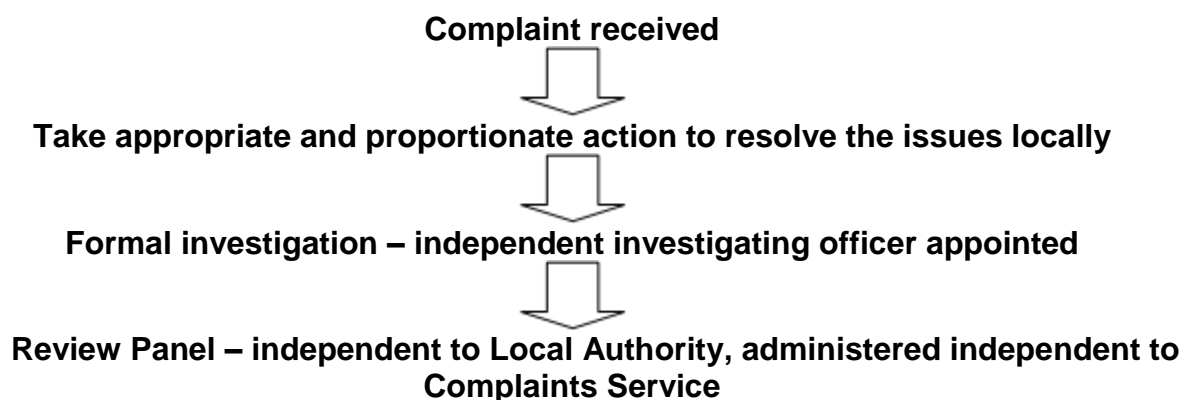 Complaint received
Take appropriate and proportionate action to resolve the issues locally
Formal investigation – independent investigating officer appointed
Review Panel – independent to Local Authority, administered independent to
Complaints Service